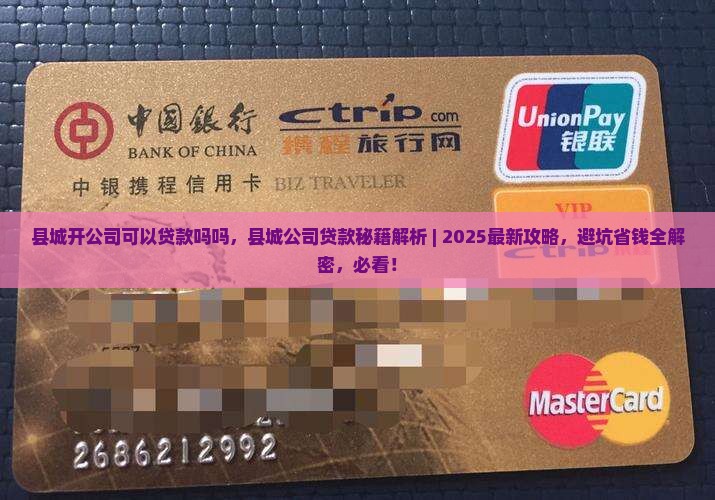 中國銀行
BANK OF CHINA
ctrip.com
携程旅行网
UnionPay
银联
中银携程信用卡 BIZ TRAVELER
VIP
县城开公司可以贷款吗吗，县城公司贷款秘籍解析 | 2025最新攻略，避坑省钱全解
密，必看！
MasterCard
2686212992